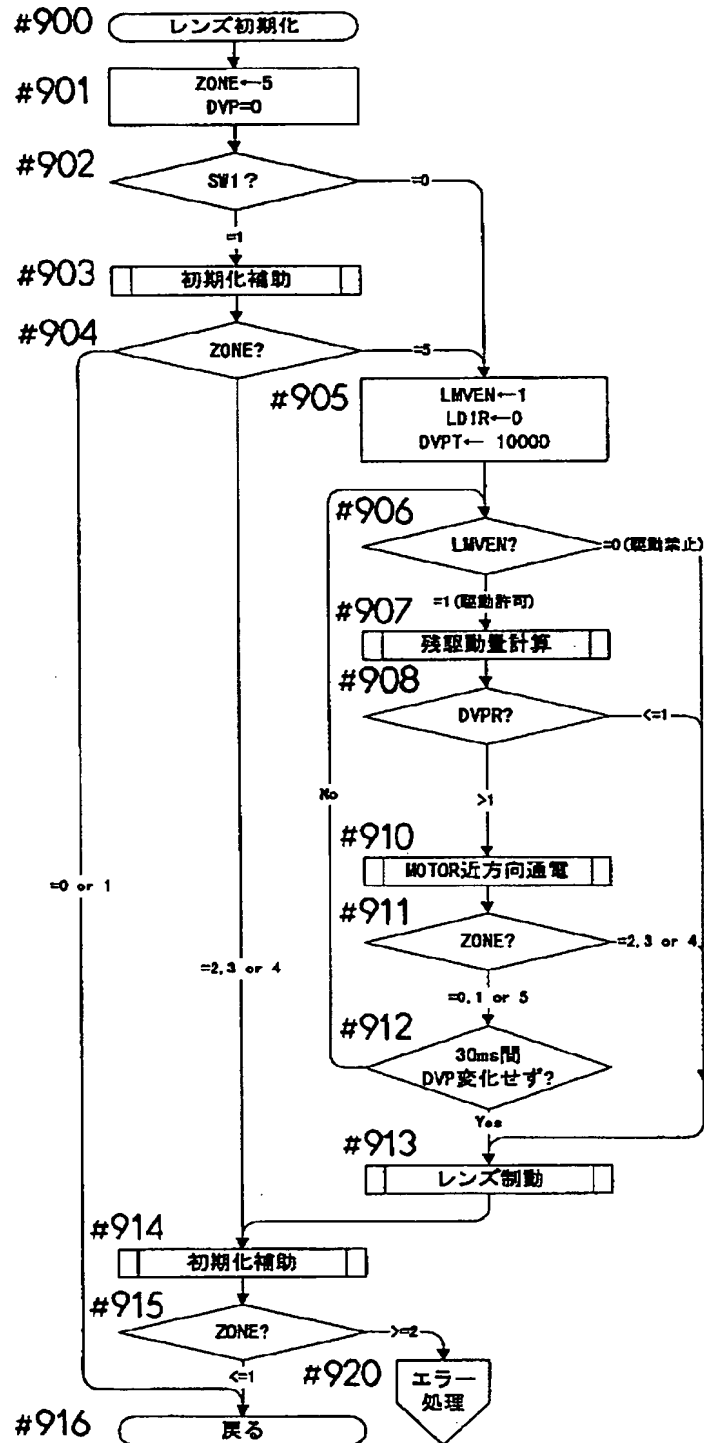 #900
レンズ初期化
#901
ZONE←5
DVP=0
#902
SW1?
=0
=1
#903
初期化補助
#904
ZONE?
=5
#905
LMVEN←1
LDIR←0
DVPT← 10000
#906
LMVEN?
=0(駆動禁止)
=1(駆動許可)
#907
残駆動量計算
#908
DVPR?
<=1
No
>1
#910
MOTOR近方向通電
=0 or 1
#911
ZONE?
=2,3 or 4
=2,3 or 4
=0,1 or 5
#912
30ms間
DVP変化せず?
Yes
#913
レンズ制動
#914
初期化補助
#915
ZONE?
>=2
<=1
#920
エラー
処理
#916
戻る